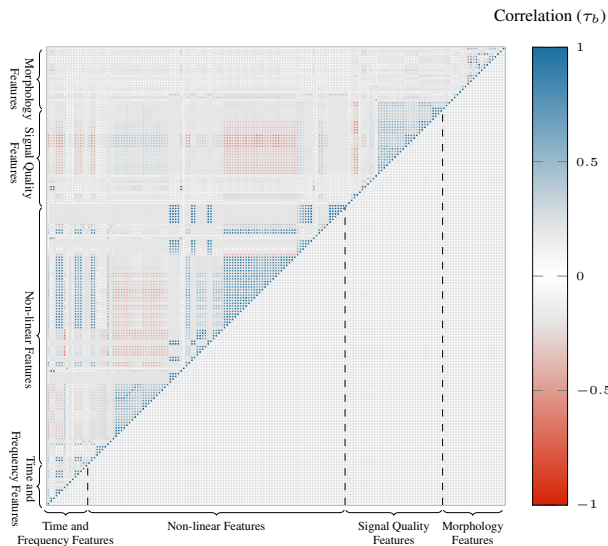 Correlation (τb)
1
0.5
0
−0.5
−1
Morphology
Features
Signal Quality
Features
Non-linear Features
Time and
Frequency Features
Time and
Frequency Features
Non-linear Features
Signal Quality
Features
Morphology
Features